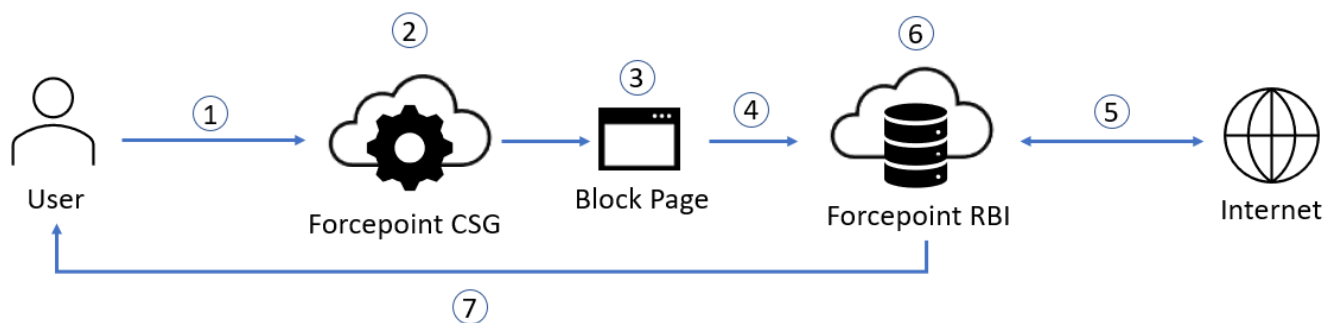 ②
⑥
③
①
④
⑤
User
Forcepoint CSG
Block Page
Forcepoint RBI
Internet
⑦